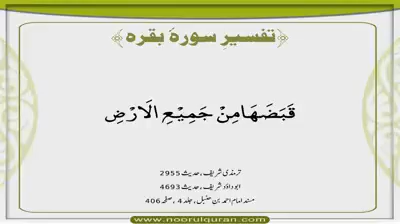 ﴿تفسیر سورۂ بقرہ﴾
قَبَضَهَا مِنْ جَمِيْعِ الْاَرْضِ
ترمذی شریف، حدیث 2955
ابوداؤد شریف، حدیث 4693
مسند امام احمد بن حنبل، جلد 4، صفحہ 406
www.noorulquran.com